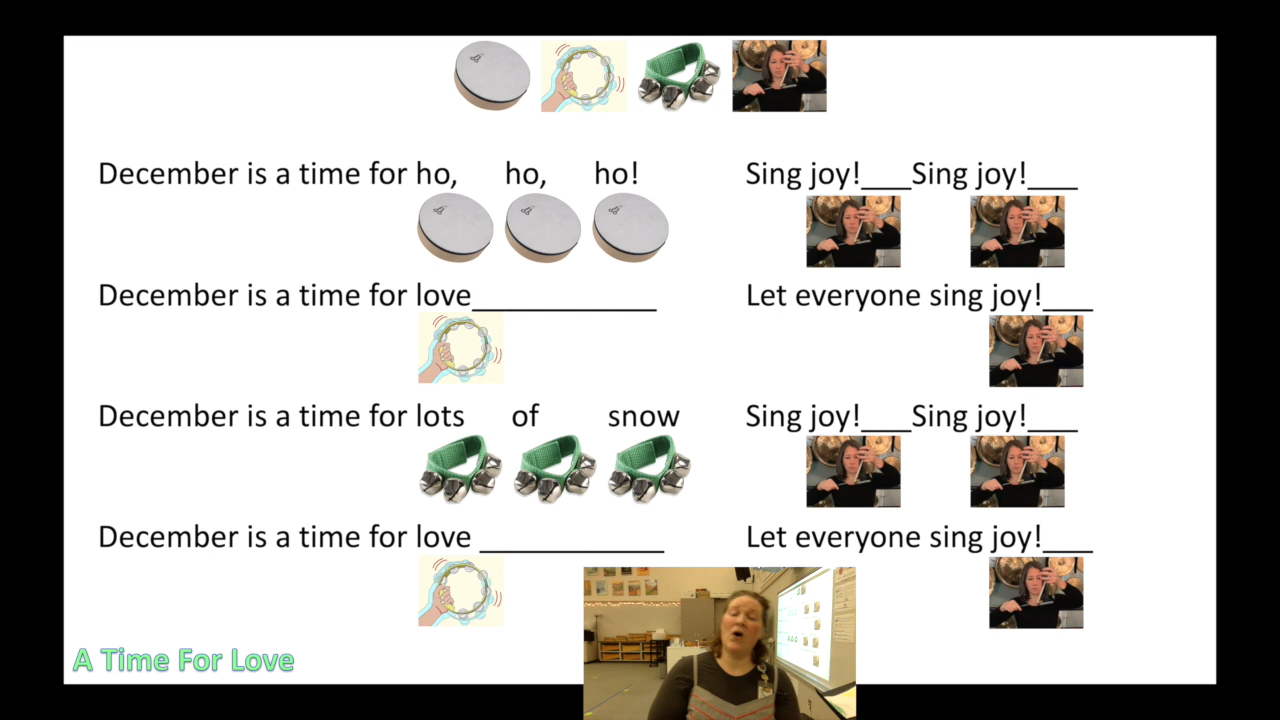 December is a time for ho, ho, ho!
Sing joy!___Sing joy!___
December is a time for love___________
Let everyone sing joy!___
December is a time for lots of snow
Sing joy!___Sing joy!___
December is a time for love ___________
Let everyone sing joy!___
A Time For Love